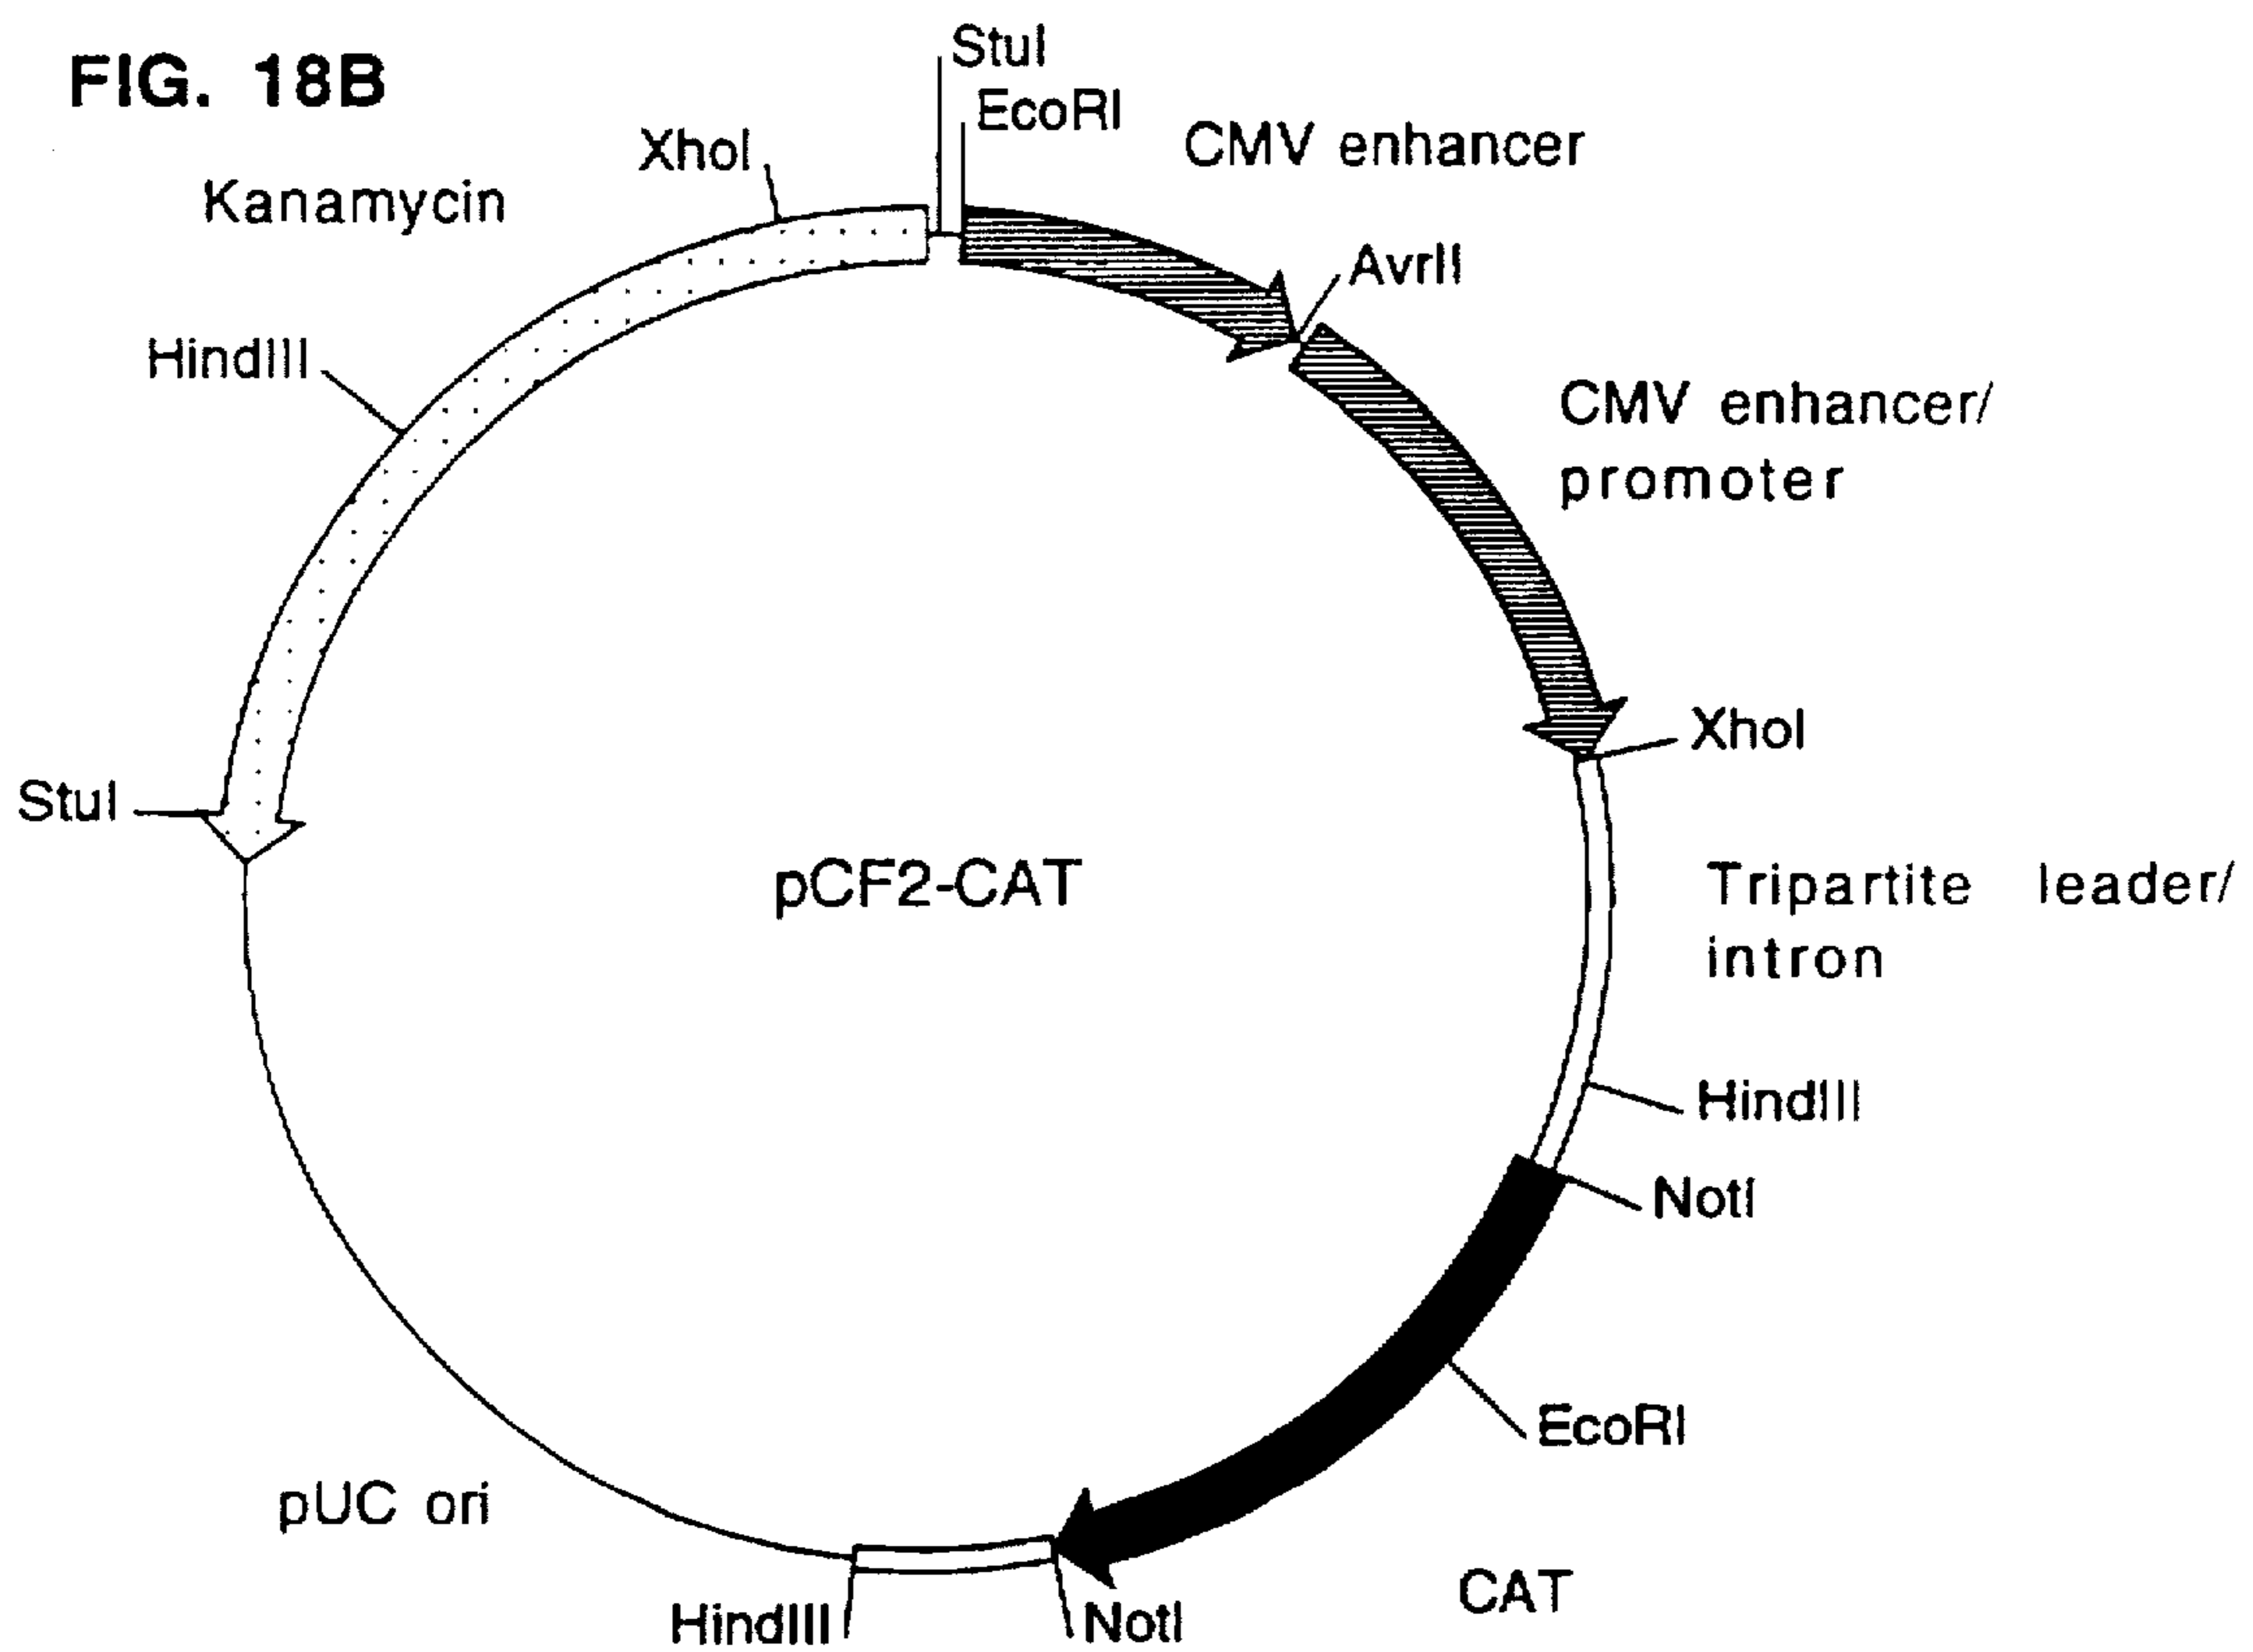 FIG. 18B
StuI
EcoRI
CMV enhancer
XhoI
Kanamycin
AvrII
HindIII
CMV enhancer/
promoter
XhoI
StuI
pCF2-CAT
Tripartite leader/
intron
HindIII
NotI
EcoRI
pUC ori
CAT
HindIII
NotI